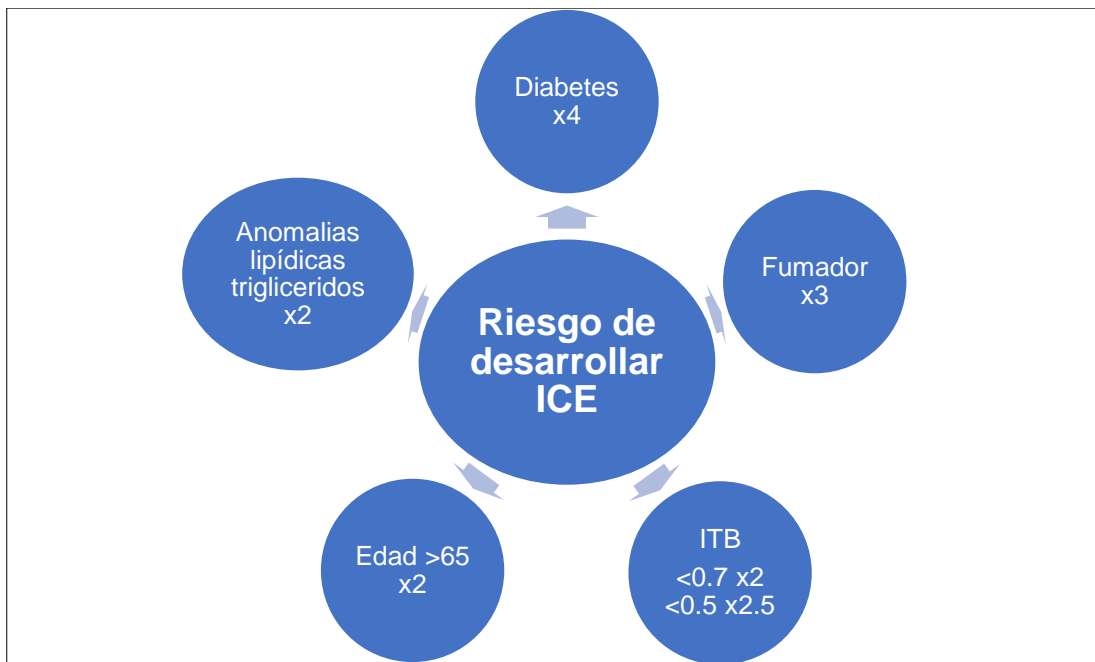 Diabetes
x4
Anomalias
lipídicas
trigliceridos
x2
Fumador
x3
Riesgo de
desarrollar
ICE
Edad >65
x2
ITB
<0.7 x2
<0.5 x2.5